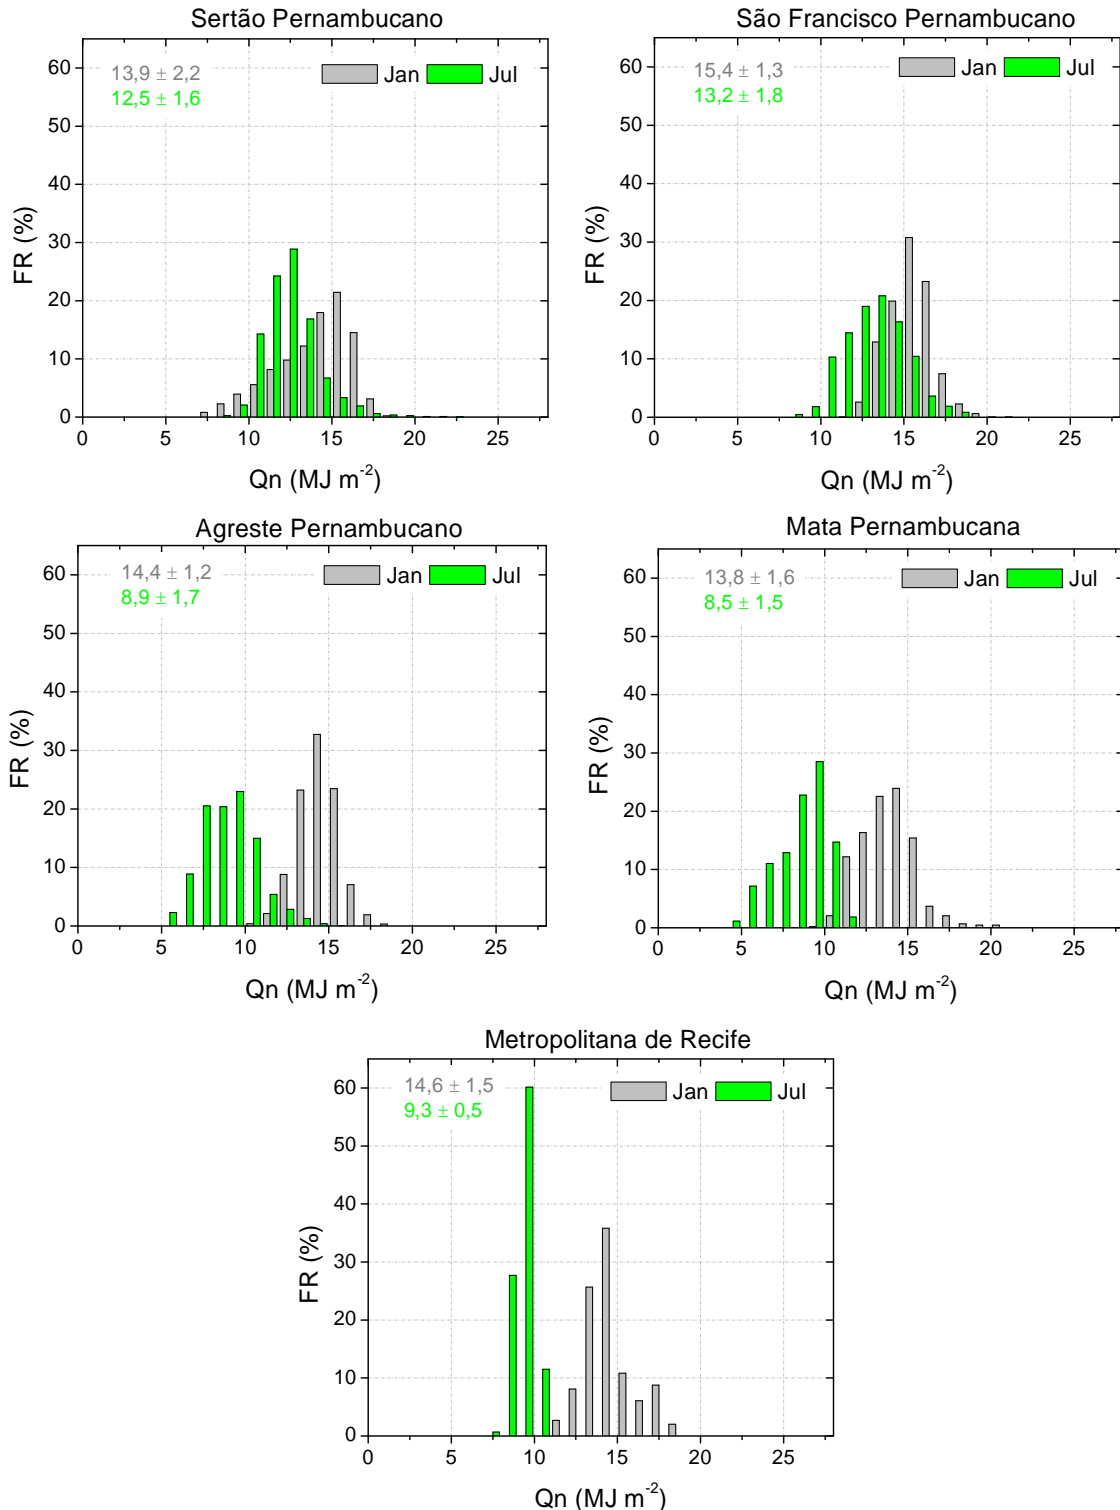 Sertão Pernambucano
13,9 ± 2,2
12,5 ± 1,6
Jan Jul
60
50
40
30
20
10
0
FR (%)
0 5 10 15 20 25
Qn (MJ m⁻²)
São Francisco Pernambucano
15,4 ± 1,3
13,2 ± 1,8
Jan Jul
60
50
40
30
20
10
0
FR (%)
0 5 10 15 20 25
Qn (MJ m⁻²)
Agreste Pernambucano
14,4 ± 1,2
8,9 ± 1,7
Jan Jul
60
50
40
30
20
10
0
FR (%)
0 5 10 15 20 25
Qn (MJ m⁻²)
Mata Pernambucana
13,8 ± 1,6
8,5 ± 1,5
Jan Jul
60
50
40
30
20
10
0
FR (%)
0 5 10 15 20 25
Qn (MJ m⁻²)
Metropolitana de Recife
14,6 ± 1,5
9,3 ± 0,5
Jan Jul
60
50
40
30
20
10
0
FR (%)
0 5 10 15 20 25
Qn (MJ m⁻²)